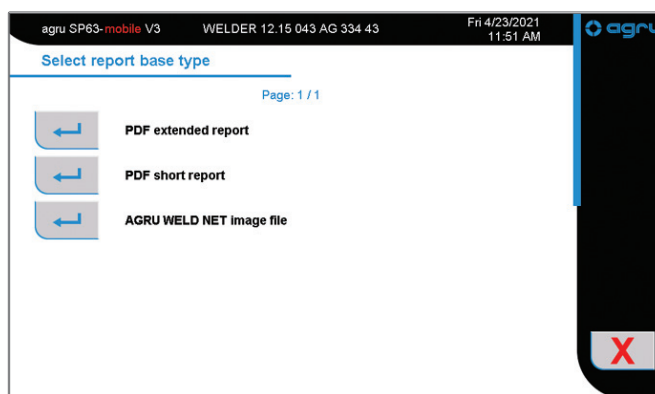 agru SP63-mobile V3 WELDER 12.15 043 AG 334 43 Fri 4/23/2021
11:51 AM
agru
Select report base type
Page: 1 / 1
PDF extended report
PDF short report
AGRU WELD NET image file
X